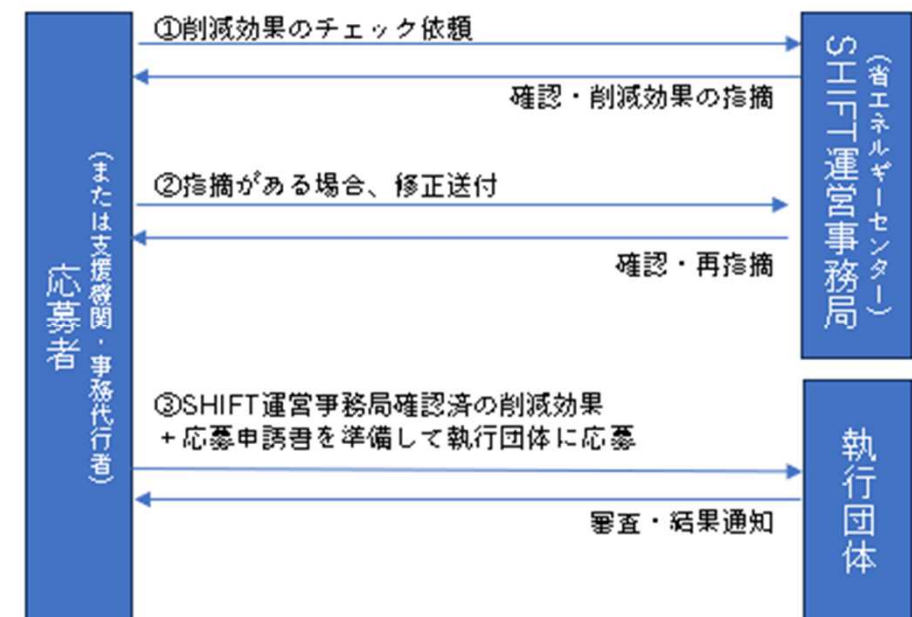 ①削減効果のチェック依頼
確認・削減効果の指摘
②指摘がある場合、修正送付
確認・再指摘
③SHIFT運営事務局確認済の削減効果
+応募申請書を準備して執行団体に応募
審査・結果通知
応募者
(または支援機関・事務代行者)
SHIFT運営事務局
(省エネルギーセンター)
執行団体